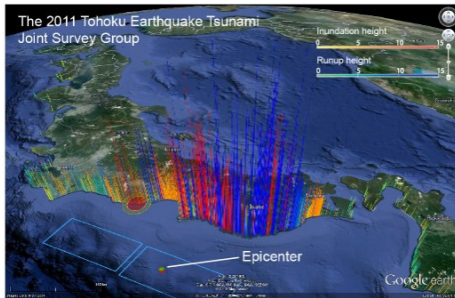 The 2011 Tohoku Earthquake Tsunami
Joint Survey Group
Inundation height
0 5 10 15
Runup height
0 5 10 15
Epicenter
Google earth